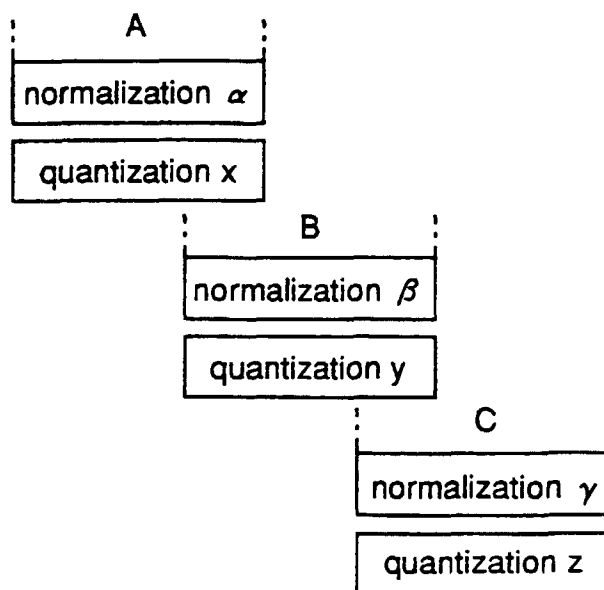 A
normalization α
quantization x
B
normalization β
quantization y
C
normalization γ
quantization z